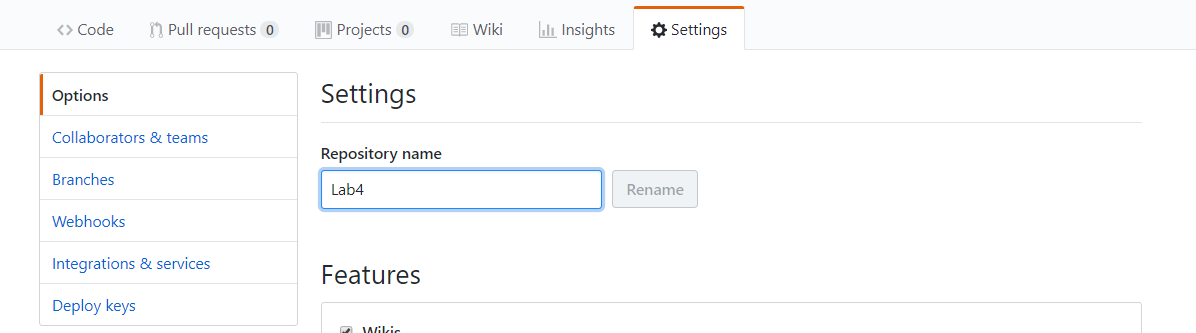 Code Pull requests 0 Projects 0 Wiki Insights Settings
Options
Collaborators & teams
Branches
Webhooks
Integrations & services
Deploy keys
Settings
Repository name
Lab4 Rename
Features
Wikis